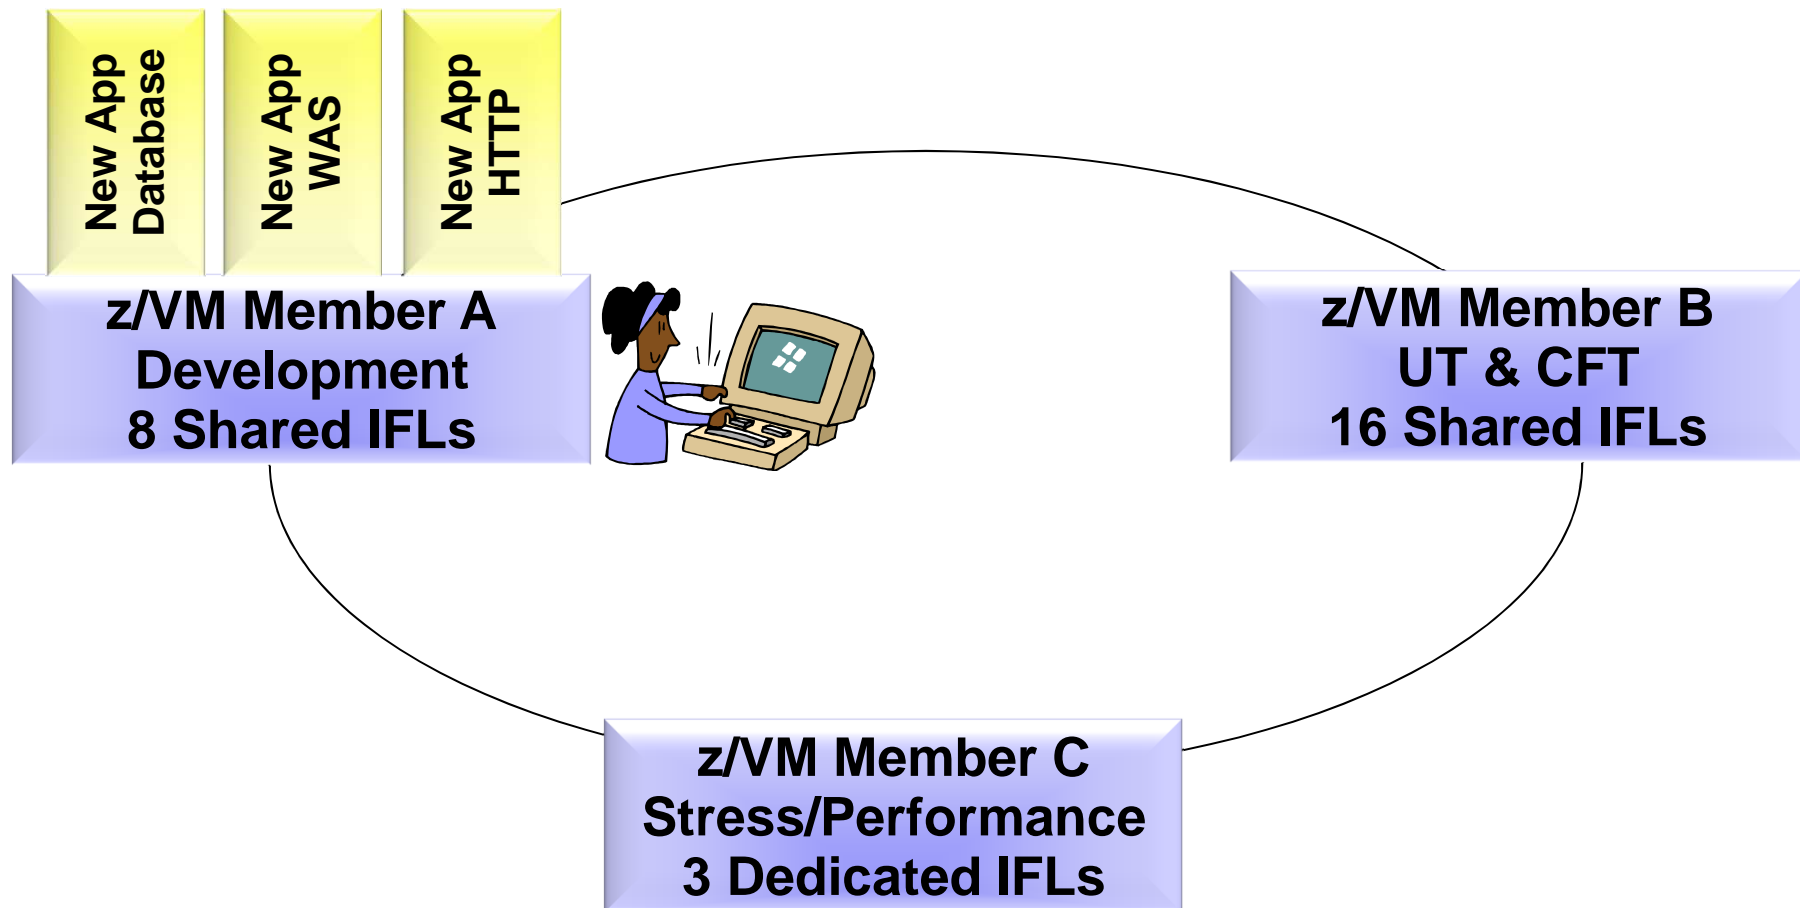 New App
Database
New App
WAS
New App
HTTP
z/VM Member A
Development
8 Shared IFLs
z/VM Member B
UT & CFT
16 Shared IFLs
z/VM Member C
Stress/Performance
3 Dedicated IFLs